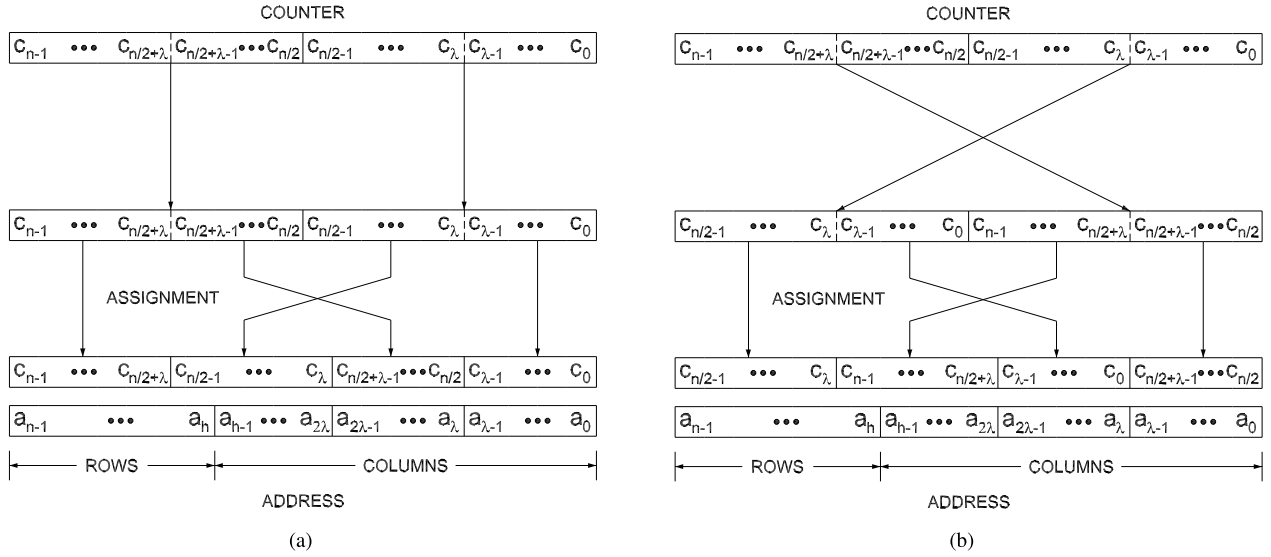 COUNTER
c_{n-1} ••• c_{n/2+λ} c_{n/2+λ-1} ••• c_{n/2} c_{n/2-1} ••• c_λ c_{λ-1} ••• c_0
c_{n-1} ••• c_{n/2+λ} c_{n/2+λ-1} ••• c_{n/2} c_{n/2-1} ••• c_λ c_{λ-1} ••• c_0
ASSIGNMENT
c_{n-1} ••• c_{n/2+λ} c_{n/2-1} ••• c_λ c_{n/2+λ-1} ••• c_{n/2} c_{λ-1} ••• c_0
a_{n-1} ••• a_h a_{h-1} ••• a_{2λ} a_{2λ-1} ••• a_λ a_{λ-1} ••• a_0
ROWS COLUMNS
ADDRESS
(a)
COUNTER
c_{n-1} ••• c_{n/2+λ} c_{n/2+λ-1} ••• c_{n/2} c_{n/2-1} ••• c_λ c_{λ-1} ••• c_0
c_{n/2-1} ••• c_λ c_{λ-1} ••• c_0 c_{n-1} ••• c_{n/2+λ} c_{n/2+λ-1} ••• c_{n/2}
ASSIGNMENT
c_{n/2-1} ••• c_λ c_{n-1} ••• c_{n/2+λ} c_{λ-1} ••• c_0 c_{n/2+λ-1} ••• c_{n/2}
a_{n-1} ••• a_h a_{h-1} ••• a_{2λ} a_{2λ-1} ••• a_λ a_{λ-1} ••• a_0
ROWS COLUMNS
ADDRESS
(b)